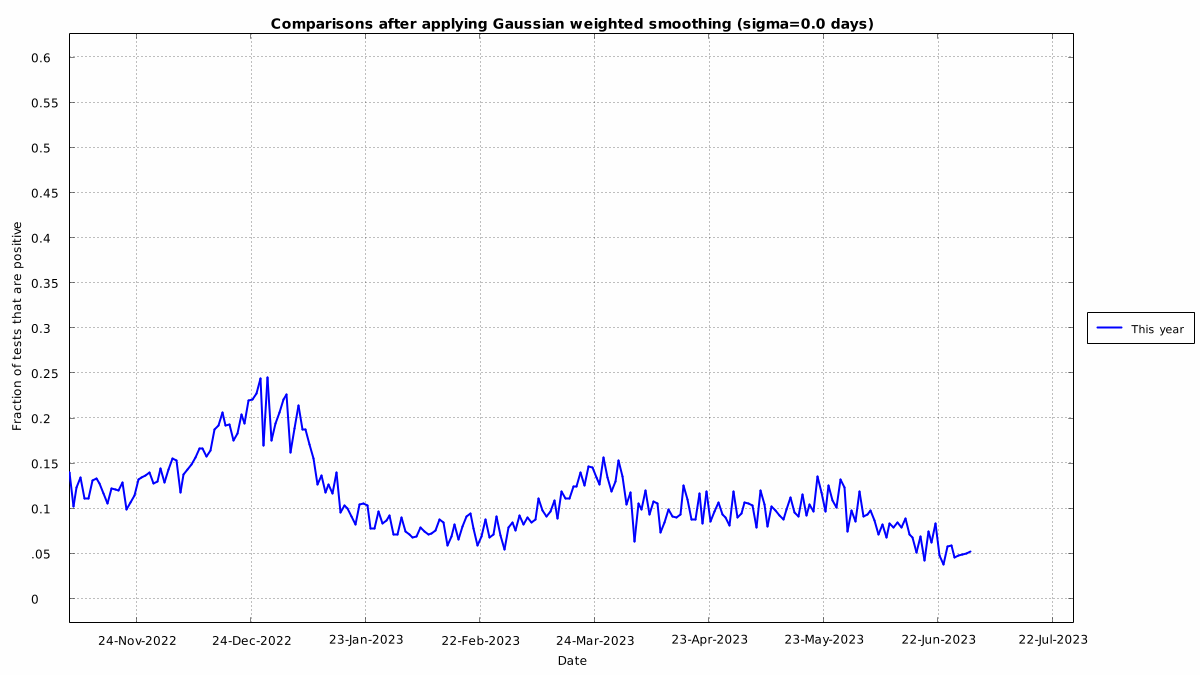 Comparisons after applying Gaussian weighted smoothing (sigma=0.0 days)
0.6
0.55
0.5
0.45
0.4
0.35
0.3
0.25
0.2
0.15
0.1
.05
0
Fraction of tests that are positive
This year
24-Nov-2022 24-Dec-2022 23-Jan-2023 22-Feb-2023 24-Mar-2023 23-Apr-2023 23-May-2023 22-Jun-2023 22-Jul-2023
Date